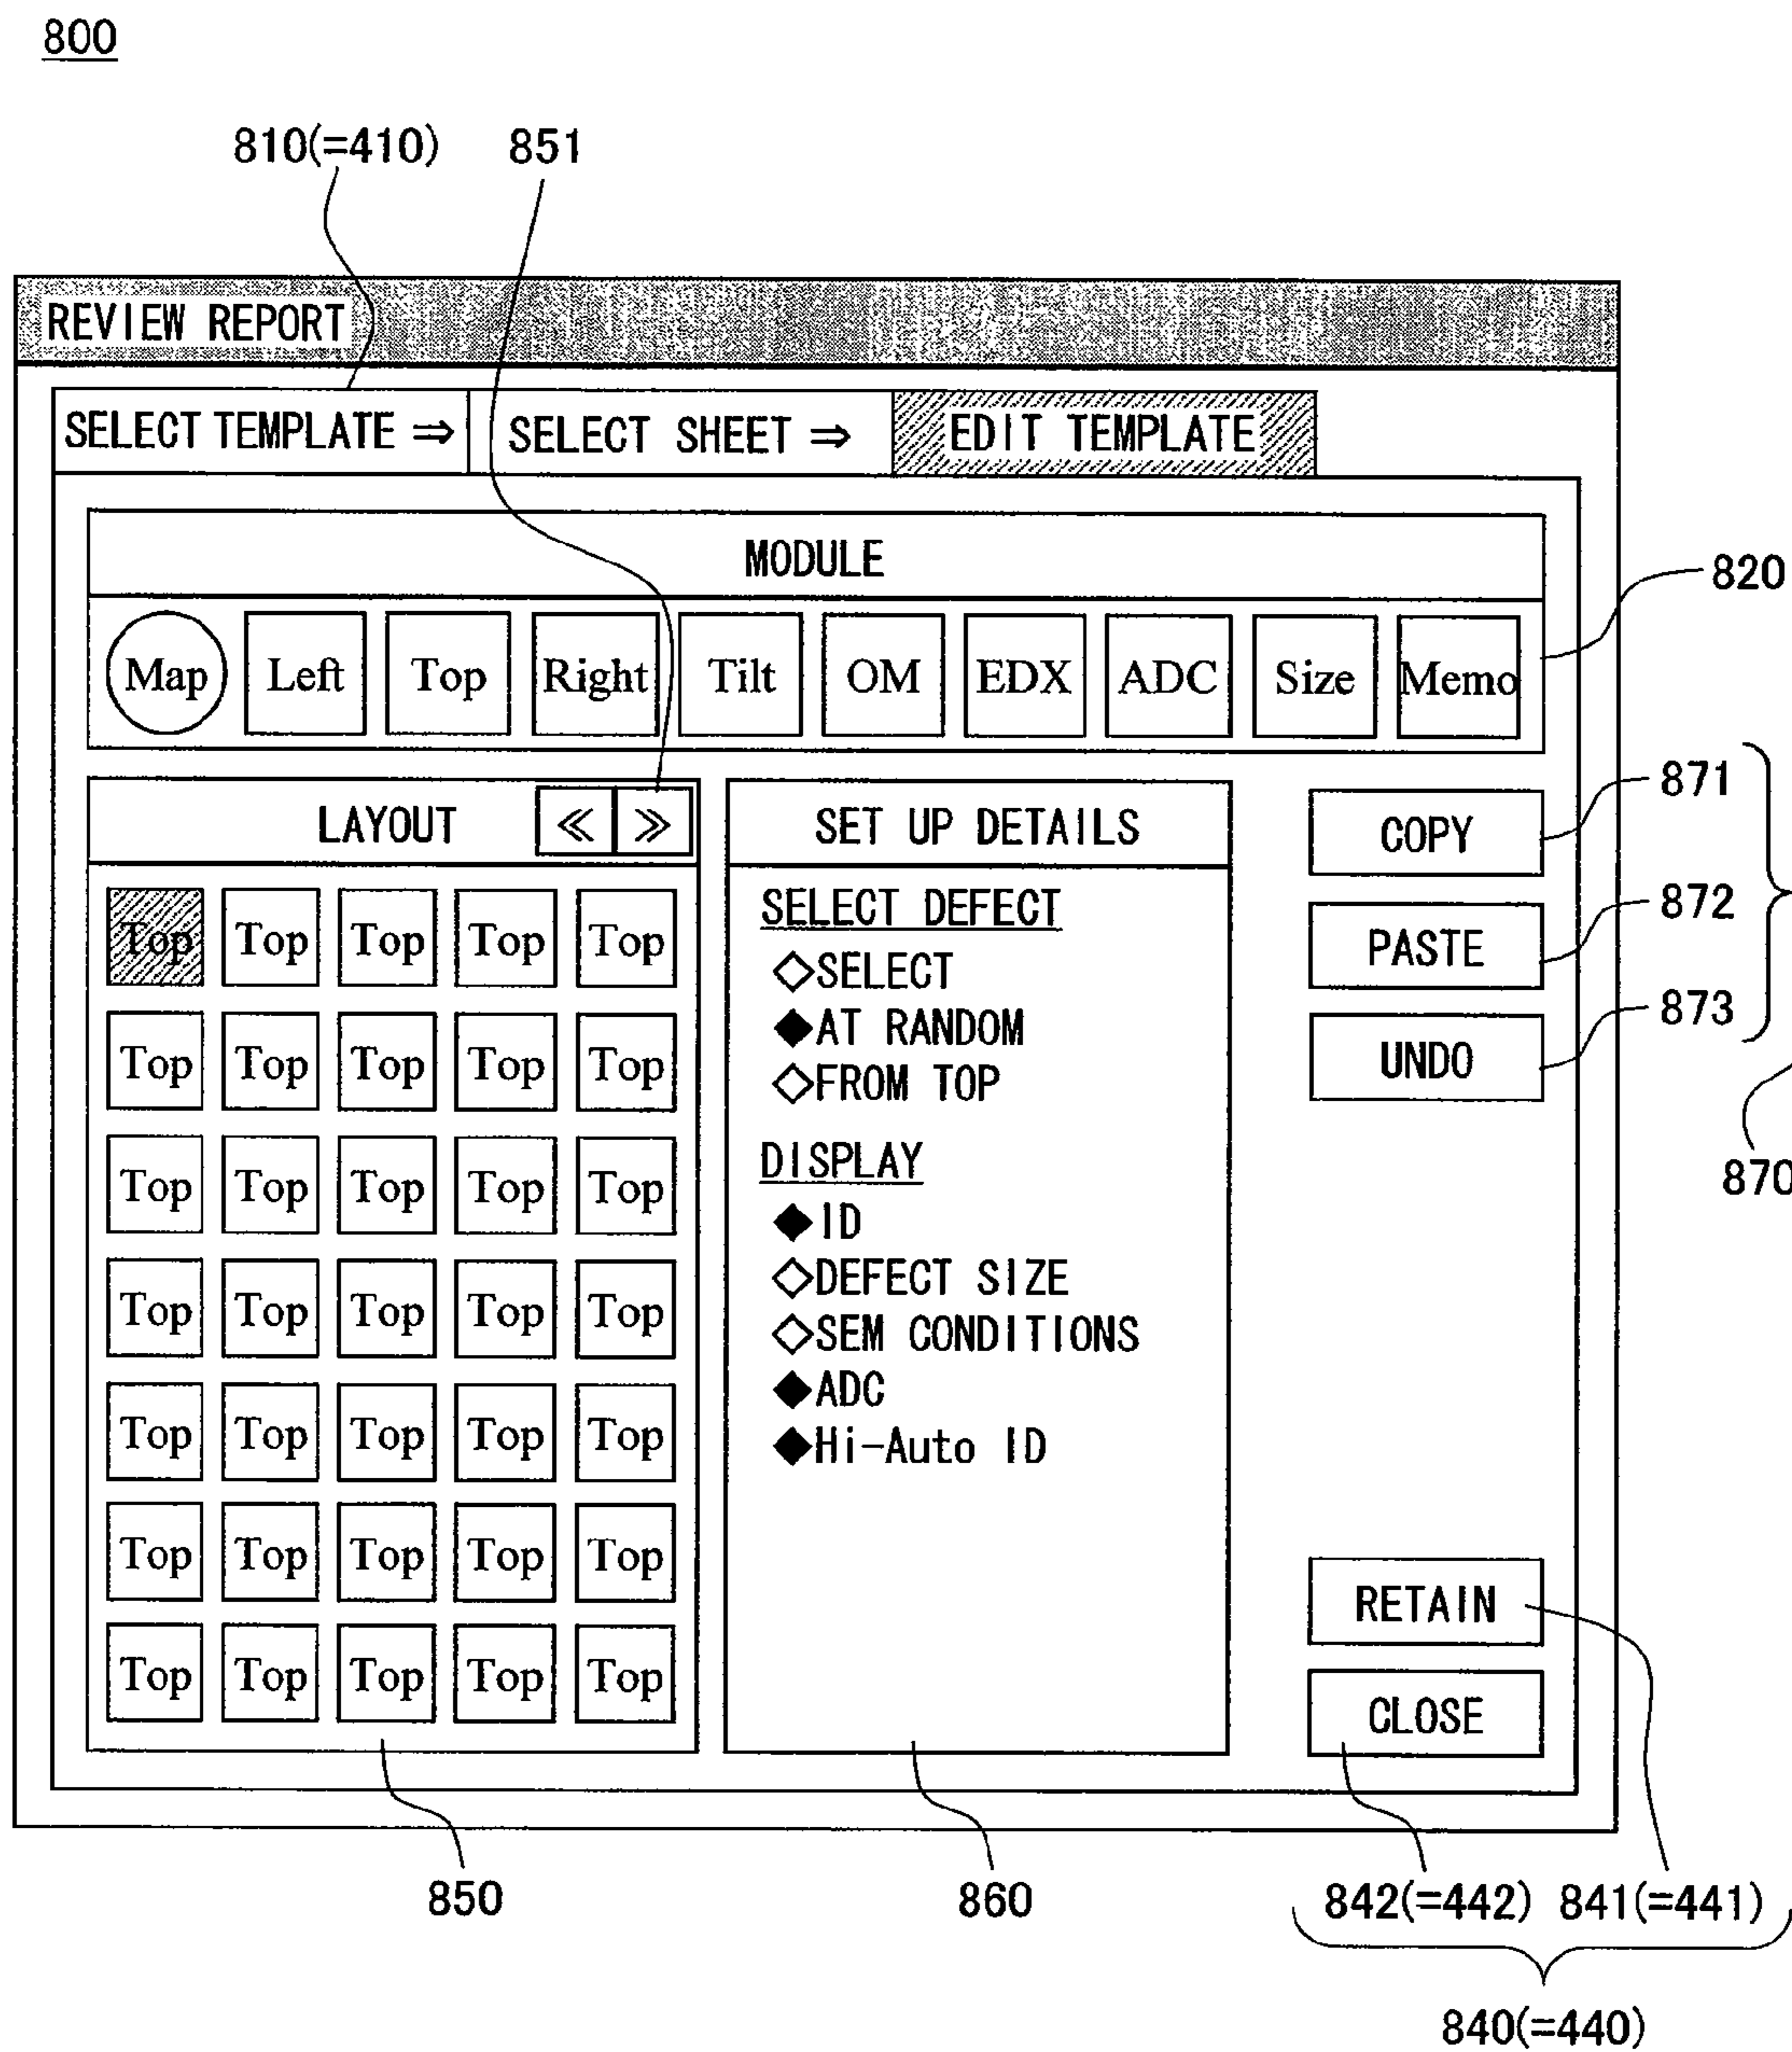 800
810(=410) 851
REVIEW REPORT
SELECT TEMPLATE ⇒ SELECT SHEET ⇒ EDIT TEMPLATE
MODULE
820
Map Left Top Right Tilt OM EDX ADC Size Memo
LAYOUT ≪ ≫
Top Top Top Top Top
Top Top Top Top Top
Top Top Top Top Top
Top Top Top Top Top
Top Top Top Top Top
Top Top Top Top Top
Top Top Top Top Top
SET UP DETAILS
SELECT DEFECT
◇SELECT
◆AT RANDOM
◇FROM TOP
DISPLAY
◆ID
◇DEFECT SIZE
◇SEM CONDITIONS
◆ADC
◆Hi-Auto ID
COPY 871
PASTE 872
UNDO 873
870
RETAIN
CLOSE
850 860 842(=442) 841(=441)
840(=440)